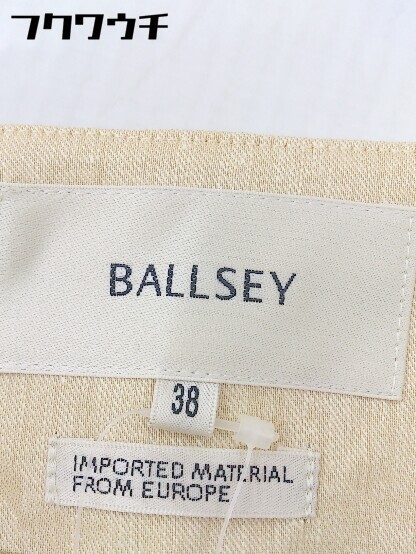 フクワウチ
BALLSEY
38
IMPORTED MATERIAL
FROM EUROPE